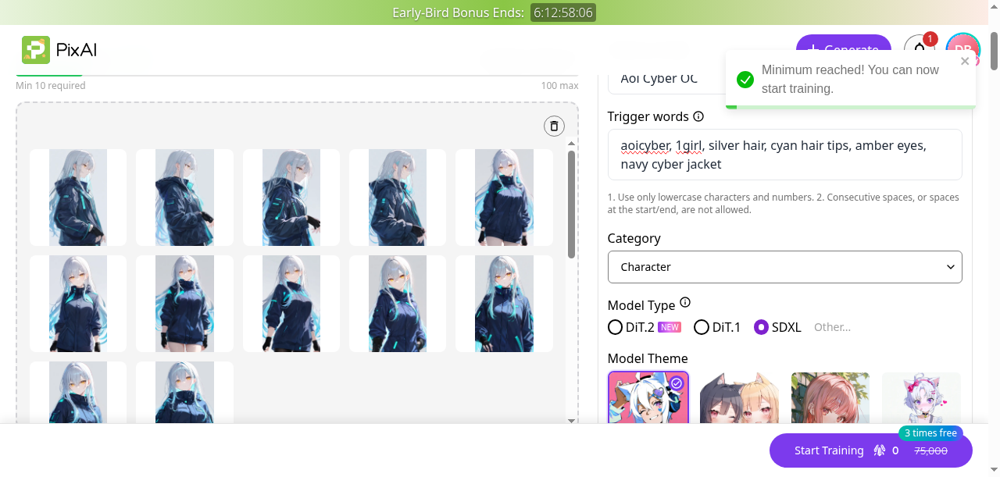 Early-Bird Bonus Ends: 6:12:58:06
PixAI
Generate
1
Minimum reached! You can now
start training.
Min 10 required
100 max
Aoi Cyber OC
Trigger words
aoicyber, 1girl, silver hair, cyan hair tips, amber eyes,
navy cyber jacket
1. Use only lowercase characters and numbers. 2. Consecutive spaces, or spaces
at the start/end, are not allowed.
Category
Character
Model Type
DiT.2 NEW DiT.1 SDXL Other...
Model Theme
3 times free
Start Training 0 75,000